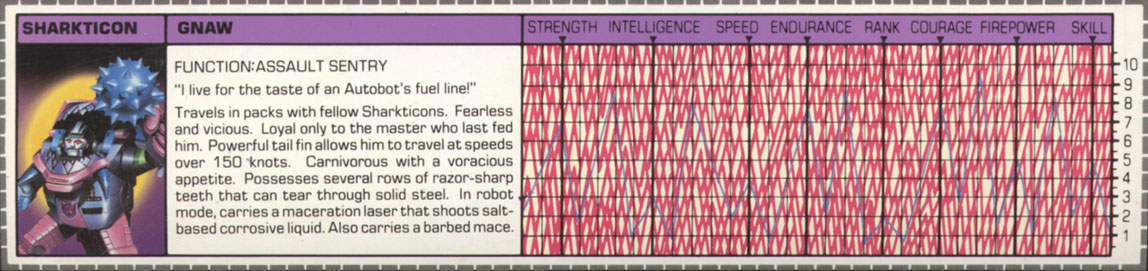 SHARKTICON
GNAW
STRENGTH INTELLIGENCE SPEED ENDURANCE RANK COURAGE FIREPOWER SKILL
FUNCTION:ASSAULT SENTRY
"I live for the taste of an Autobot's fuel line!"
Travels in packs with fellow Sharkticons. Fearless
and vicious. Loyal only to the master who last fed
him. Powerful tail fin allows him to travel at speeds
over 150 knots. Carnivorous with a voracious
appetite. Possesses several rows of razor-sharp
teeth that can tear through solid steel. In robot
mode, carries a maceration laser that shoots salt-
based corrosive liquid. Also carries a barbed mace.
10
9
8
7
6
5
4
3
2
1